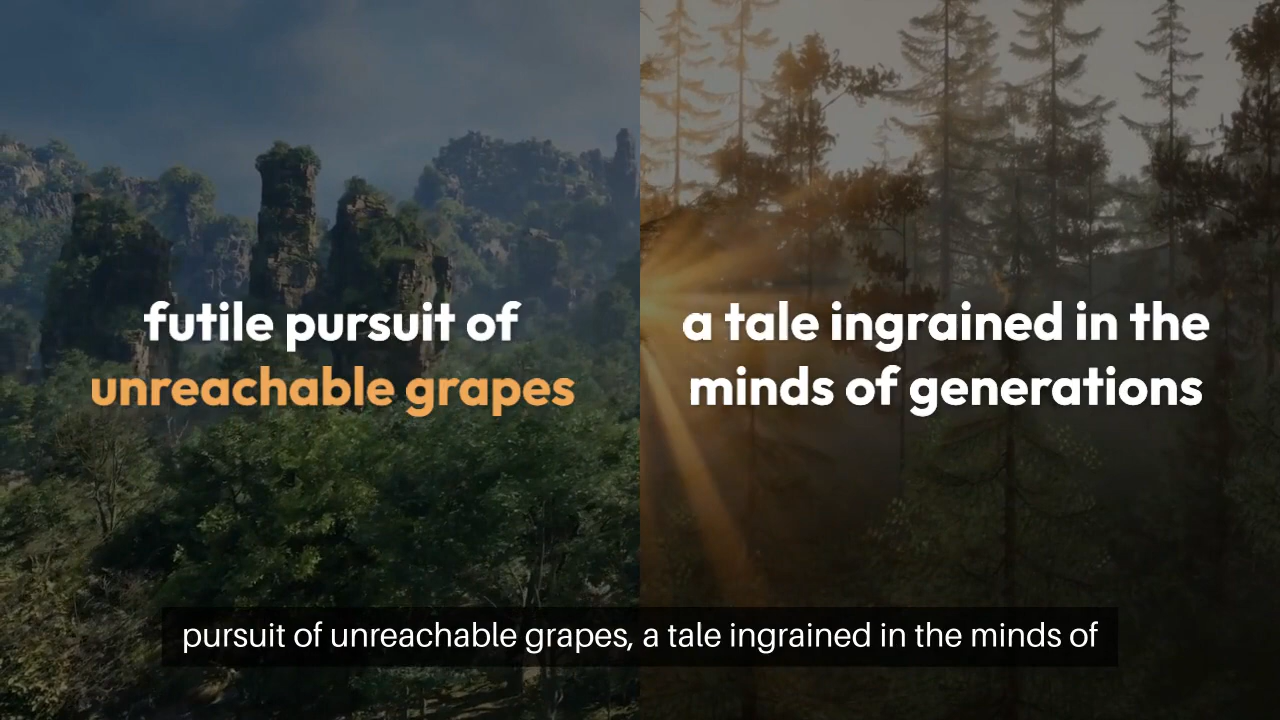 futile pursuit of
unreachable grapes
a tale ingrained in the
minds of generations
pursuit of unreachable grapes, a tale ingrained in the minds of